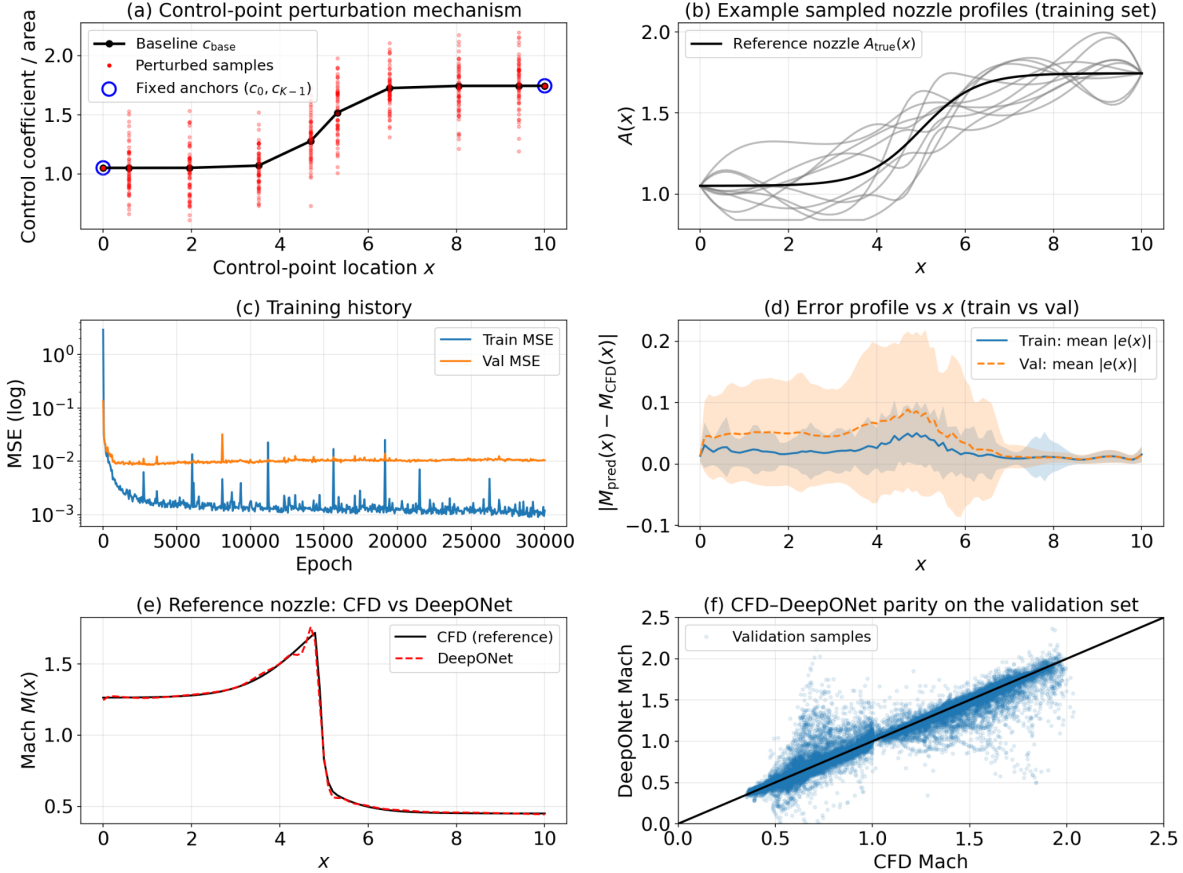 (a) Control-point perturbation mechanism
Control coefficient / area
2.0
1.5
1.0
Baseline c_base
Perturbed samples
Fixed anchors (c_0, c_{K−1})
0 2 4 6 8 10
Control-point location x
(b) Example sampled nozzle profiles (training set)
A(x)
2.0
1.5
1.0
Reference nozzle A_true(x)
0 2 4 6 8 10
x
(c) Training history
MSE (log)
10^0
10^−1
10^−2
10^−3
Train MSE
Val MSE
0 5000 10000 15000 20000 25000 30000
Epoch
(d) Error profile vs x (train vs val)
|M_pred(x) − M_CFD(x)|
0.2
0.1
0.0
−0.1
Train: mean |e(x)|
Val: mean |e(x)|
0 2 4 6 8 10
x
(e) Reference nozzle: CFD vs DeepONet
Mach M(x)
1.5
1.0
0.5
CFD (reference)
DeepONet
0 2 4 6 8 10
x
(f) CFD–DeepONet parity on the validation set
DeepONet Mach
2.5
2.0
1.5
1.0
0.5
0.0
Validation samples
0.0 0.5 1.0 1.5 2.0 2.5
CFD Mach